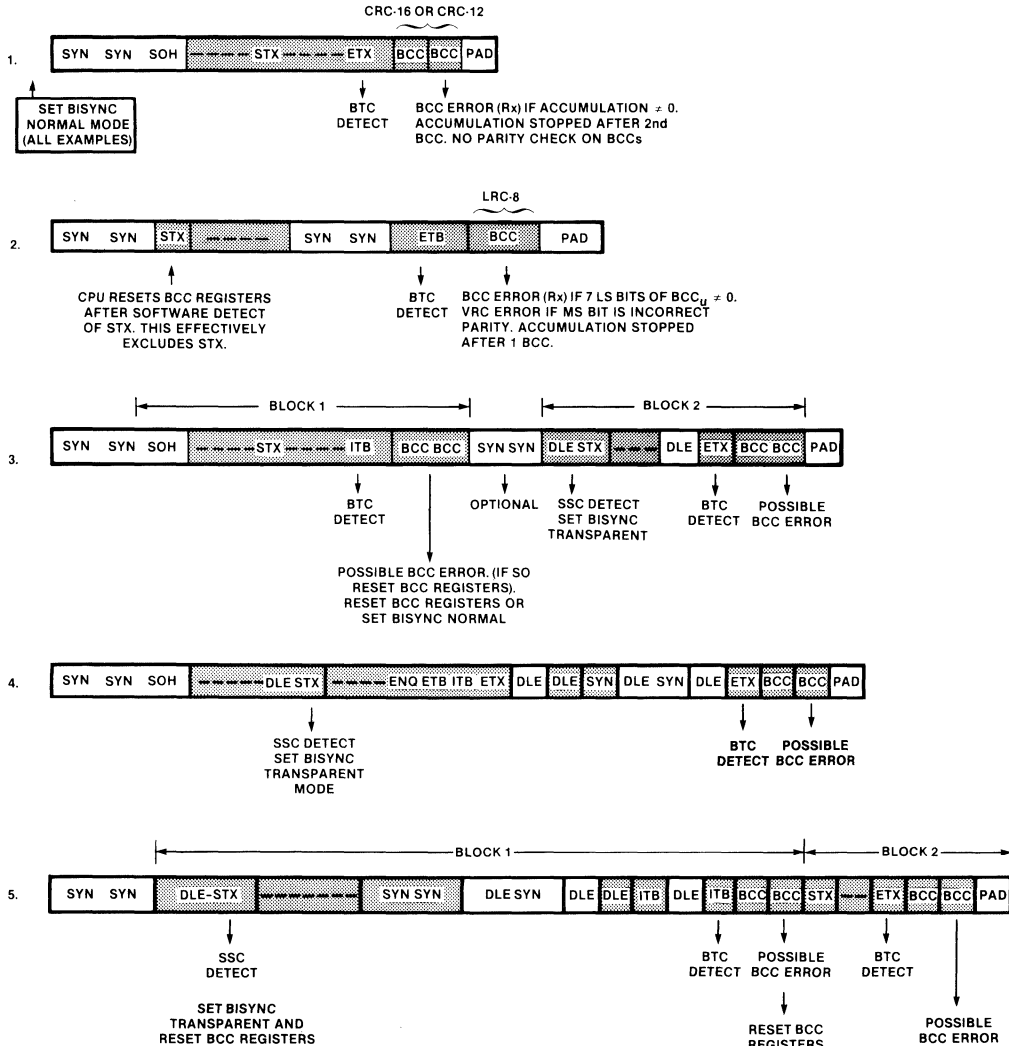 CRC-16 OR CRC-12
1. SYN SYN SOH ---- STX ---- ETX BCC BCC PAD
SET BISYNC
NORMAL MODE
(ALL EXAMPLES)
BTC
DETECT
BCC ERROR (Rx) IF ACCUMULATION ≠ 0.
ACCUMULATION STOPPED AFTER 2nd
BCC. NO PARITY CHECK ON BCCs
LRC-8
2. SYN SYN STX ---- SYN SYN ETB BCC PAD
CPU RESETS BCC REGISTERS
AFTER SOFTWARE DETECT
OF STX. THIS EFFECTIVELY
EXCLUDES STX.
BTC
DETECT
BCC ERROR (Rx) IF 7 LS BITS OF BCCu ≠ 0.
VRC ERROR IF MS BIT IS INCORRECT
PARITY. ACCUMULATION STOPPED
AFTER 1 BCC.
BLOCK 1 BLOCK 2
3. SYN SYN SOH ---- STX ---- ITB BCC BCC SYN SYN DLE STX --- DLE ETX BCC BCC PAD
BTC
DETECT
OPTIONAL
SSC DETECT
SET BISYNC
TRANSPARENT
BTC
DETECT
POSSIBLE
BCC ERROR
POSSIBLE BCC ERROR. (IF SO
RESET BCC REGISTERS).
RESET BCC REGISTERS OR
SET BISYNC NORMAL
4. SYN SYN SOH -----DLE STX ----ENQ ETB ITB ETX DLE DLE SYN DLE SYN DLE ETX BCC BCC PAD
SSC DETECT
SET BISYNC
TRANSPARENT
MODE
BTC
DETECT
POSSIBLE
BCC ERROR
BLOCK 1 BLOCK 2
5. SYN SYN DLE-STX ------- SYN SYN DLE SYN DLE DLE ITB DLE ITB BCC BCC STX -- ETX BCC BCC PAD
SSC
DETECT
SET BISYNC
TRANSPARENT AND
RESET BCC REGISTERS
BTC
DETECT
POSSIBLE
BCC ERROR
RESET BCC
REGISTERS
BTC
DETECT
POSSIBLE
BCC ERROR